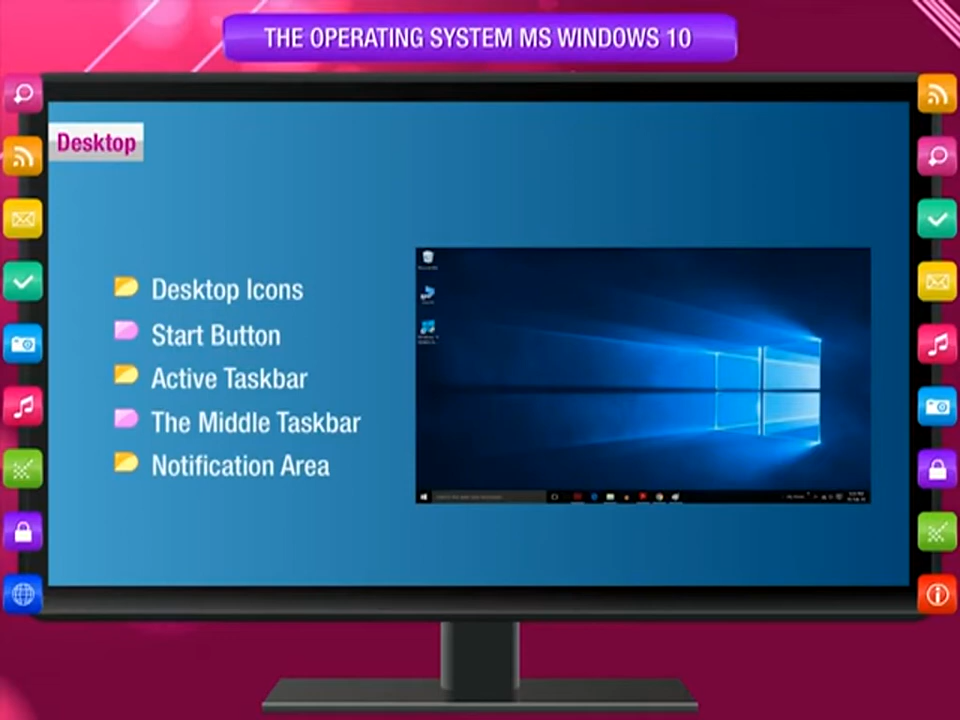 THE OPERATING SYSTEM MS WINDOWS 10
Desktop
Desktop Icons
Start Button
Active Taskbar
The Middle Taskbar
Notification Area